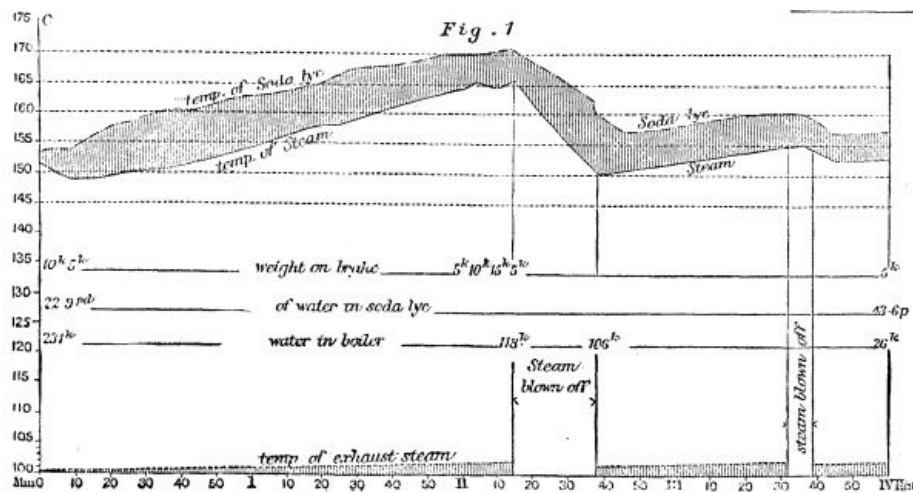 175 C
Fig. 1
170
165
temp. of Soda lye
160
Soda lye
155
temp. of Steam
Steam
150
145
140
10k 5k weight on brake 5k 10k 15k 5k 5k
135
130
22·9 pd of water in soda lye 43·6 p
125
231k water in boiler 118k 106k 26k
120
Steam
blown off
steam blown off
115
110
105
temp of exhaust steam
100
Min 0 10 20 30 40 50 I 10 20 30 40 50 II 10 20 30 40 50 III 10 20 30 40 50 IV